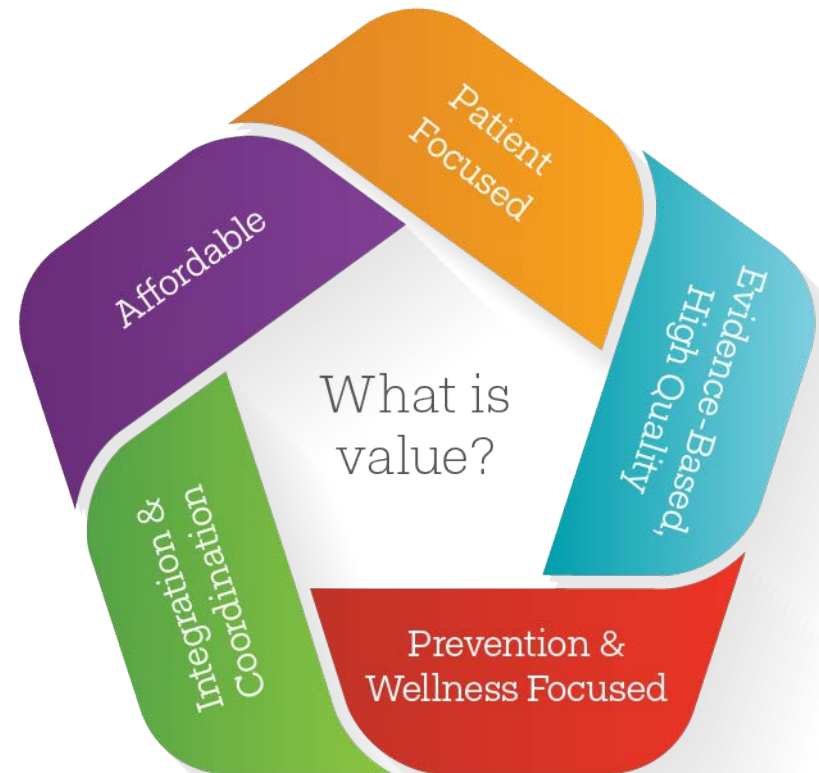 Patient
Focused
Evidence-Based,
High Quality
Prevention &
Wellness Focused
Integration &
Coordination
Affordable
What is
value?